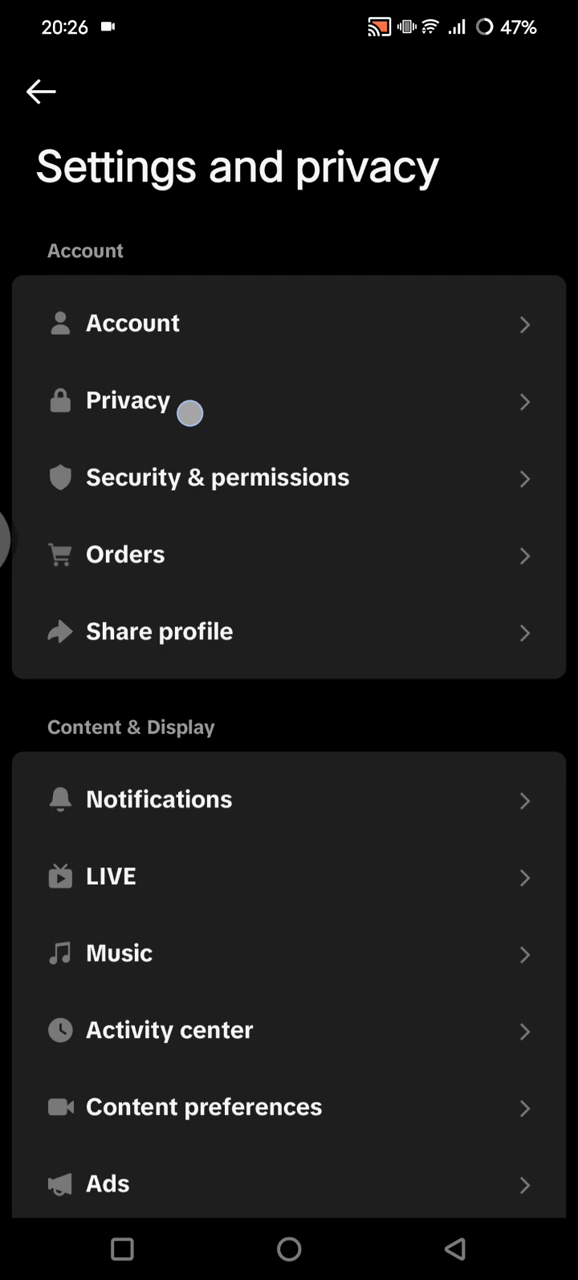 20:26
47%
Settings and privacy
Account
Account
Privacy
Security & permissions
Orders
Share profile
Content & Display
Notifications
LIVE
Music
Activity center
Content preferences
Ads